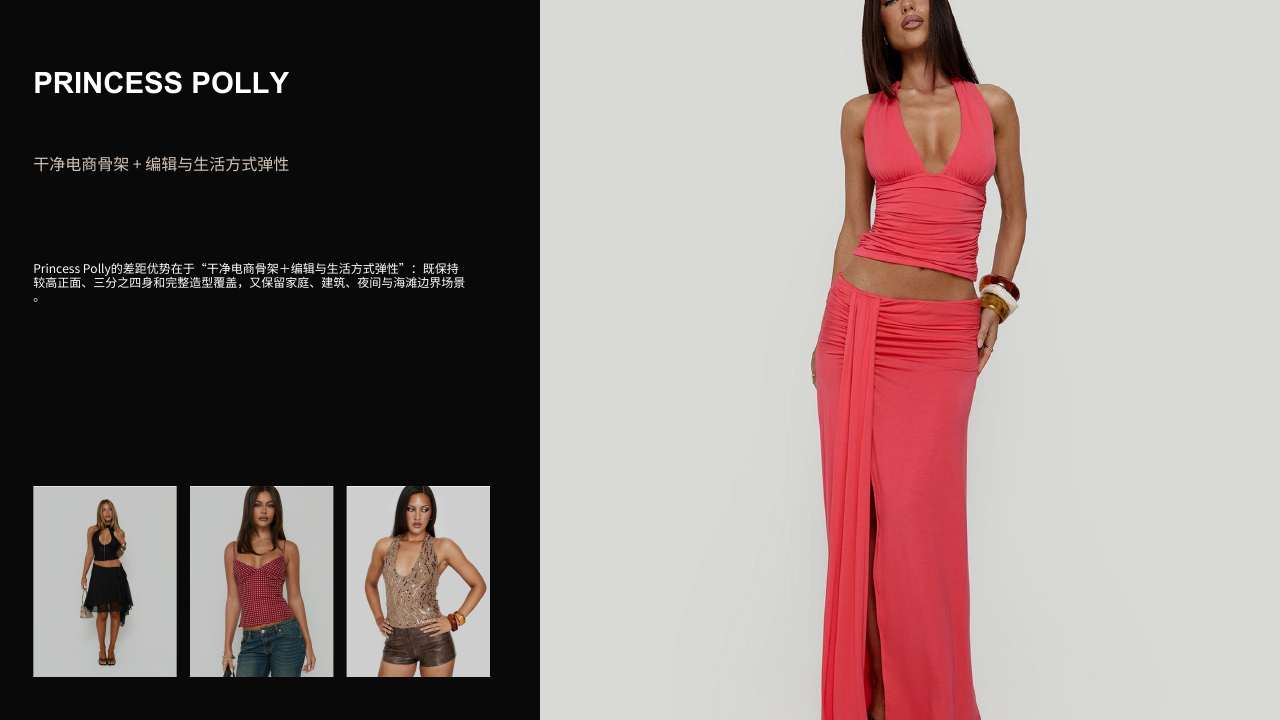 PRINCESS POLLY
干净电商骨架 + 编辑与生活方式弹性
Princess Polly的差距优势在于“干净电商骨架＋编辑与生活方式弹性”：既保持
较高正面、三分之四身和完整造型覆盖，又保留家庭、建筑、夜间与海滩边界场景
。